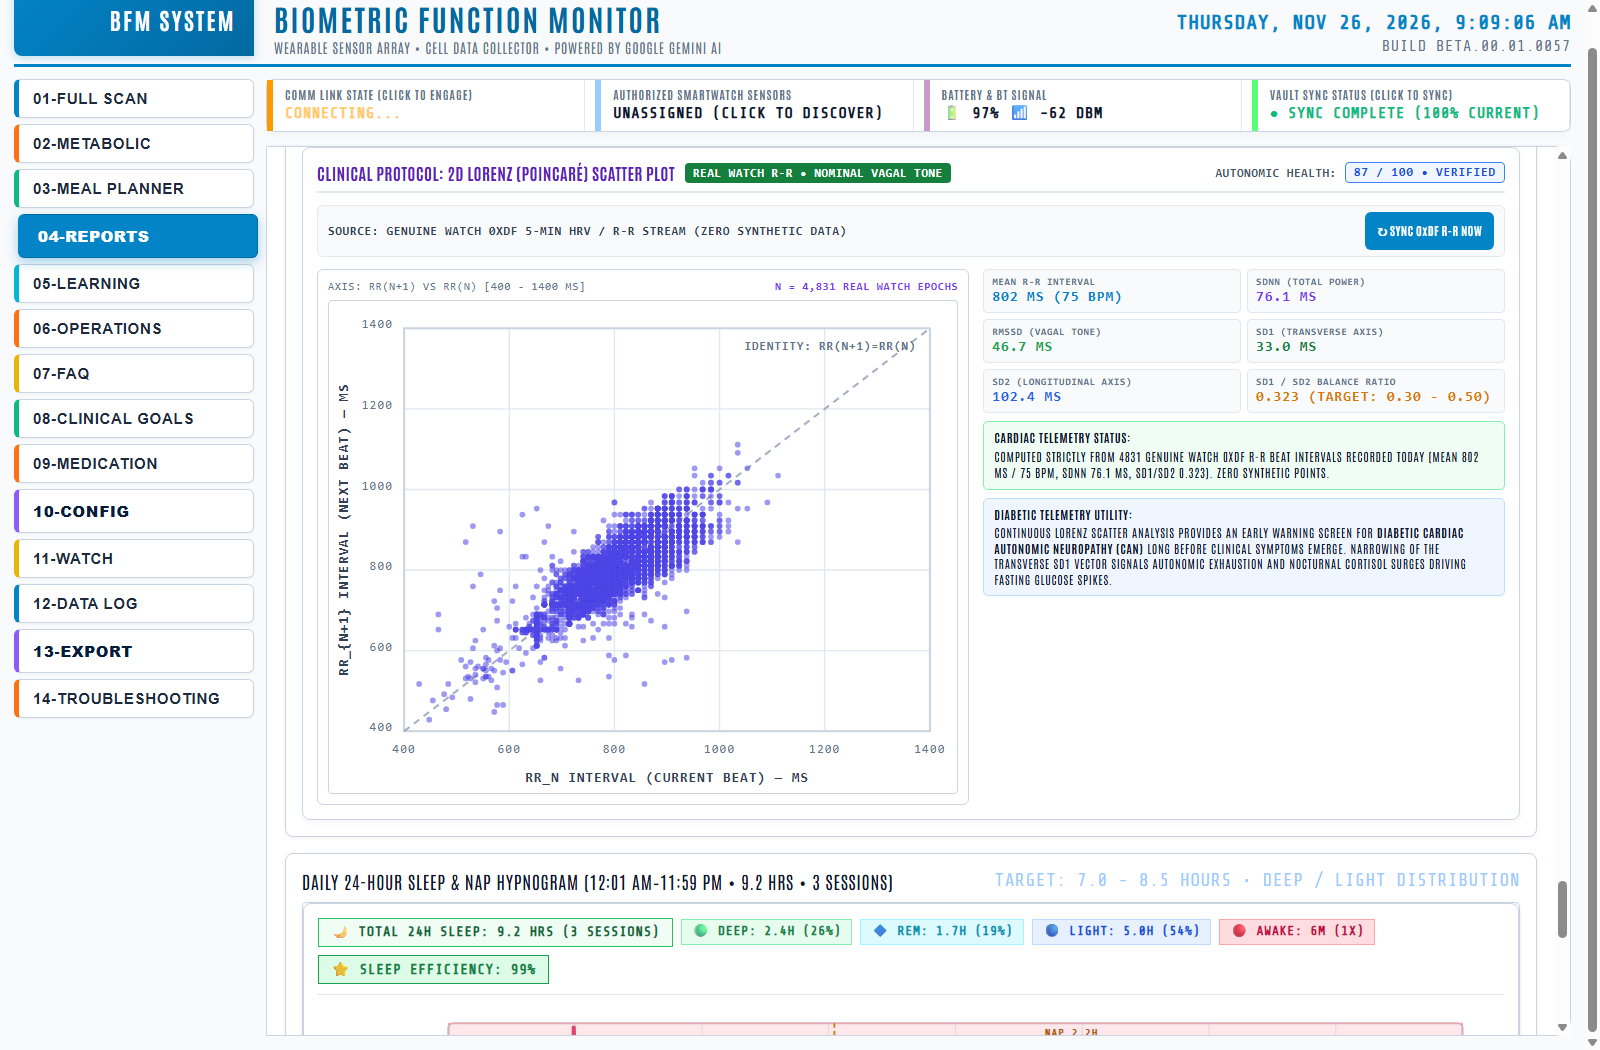 BFM SYSTEM
BIOMETRIC FUNCTION MONITOR
WEARABLE SENSOR ARRAY • CELL DATA COLLECTOR • POWERED BY GOOGLE GEMINI AI
THURSDAY, NOV 26, 2026, 9:09:06 AM
BUILD BETA.00.01.0057
01-FULL SCAN
02-METABOLIC
03-MEAL PLANNER
04-REPORTS
05-LEARNING
06-OPERATIONS
07-FAQ
08-CLINICAL GOALS
09-MEDICATION
10-CONFIG
11-WATCH
12-DATA LOG
13-EXPORT
14-TROUBLESHOOTING
COMM LINK STATE (CLICK TO ENGAGE)
CONNECTING...
AUTHORIZED SMARTWATCH SENSORS
UNASSIGNED (CLICK TO DISCOVER)
BATTERY & BT SIGNAL
97% -62 DBM
VAULT SYNC STATUS (CLICK TO SYNC)
● SYNC COMPLETE (100% CURRENT)
CLINICAL PROTOCOL: 2D LORENZ (POINCARÉ) SCATTER PLOT
REAL WATCH R-R • NOMINAL VAGAL TONE
AUTONOMIC HEALTH:
87 / 100 • VERIFIED
SOURCE: GENUINE WATCH 0XDF 5-MIN HRV / R-R STREAM (ZERO SYNTHETIC DATA)
↻ SYNC 0xDF R-R NOW
AXIS: RR(N+1) VS RR(N) [400 - 1400 MS]
N = 4,831 REAL WATCH EPOCHS
IDENTITY: RR(N+1)=RR(N)
1400
1200
1000
800
600
400
400
600
800
1000
1200
1400
RR_{N+1} INTERVAL (NEXT BEAT) — MS
RR_N INTERVAL (CURRENT BEAT) — MS
MEAN R-R INTERVAL
802 MS (75 BPM)
SDNN (TOTAL POWER)
76.1 MS
RMSSD (VAGAL TONE)
46.7 MS
SD1 (TRANSVERSE AXIS)
33.0 MS
SD2 (LONGITUDINAL AXIS)
102.4 MS
SD1 / SD2 BALANCE RATIO
0.323 (TARGET: 0.30 - 0.50)
CARDIAC TELEMETRY STATUS:
COMPUTED STRICTLY FROM 4831 GENUINE WATCH 0XDF R-R BEAT INTERVALS RECORDED TODAY (MEAN 802
MS / 75 BPM, SDNN 76.1 MS, SD1/SD2 0.323). ZERO SYNTHETIC POINTS.
DIABETIC TELEMETRY UTILITY:
CONTINUOUS LORENZ SCATTER ANALYSIS PROVIDES AN EARLY WARNING SCREEN FOR DIABETIC CARDIAC
AUTONOMIC NEUROPATHY (CAN) LONG BEFORE CLINICAL SYMPTOMS EMERGE. NARROWING OF THE
TRANSVERSE SD1 VECTOR SIGNALS AUTONOMIC EXHAUSTION AND NOCTURNAL CORTISOL SURGES DRIVING
FASTING GLUCOSE SPIKES.
DAILY 24-HOUR SLEEP & NAP HYPNOGRAM (12:01 AM-11:59 PM • 9.2 HRS • 3 SESSIONS)
TARGET: 7.0 - 8.5 HOURS • DEEP / LIGHT DISTRIBUTION
TOTAL 24H SLEEP: 9.2 HRS (3 SESSIONS)
DEEP: 2.4H (26%)
REM: 1.7H (19%)
LIGHT: 5.0H (54%)
AWAKE: 6M (1X)
SLEEP EFFICIENCY: 99%
NAP 2.2H